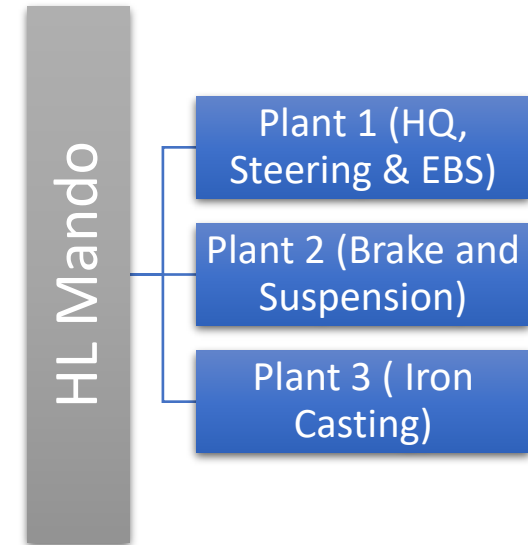 HL Mando
Plant 1 (HQ,
Steering & EBS)
Plant 2 (Brake and
Suspension)
Plant 3 ( Iron
Casting)